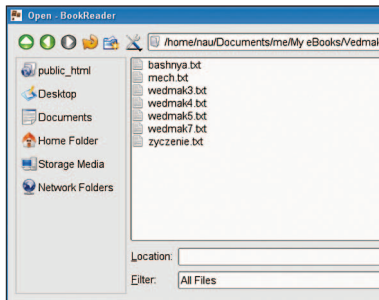 Open - BookReader
/home/nau/Documents/me/My eBooks/Vedmak
public_html
Desktop
Documents
Home Folder
Storage Media
Network Folders
bashnya.txt
mech.txt
wedmak3.txt
wedmak4.txt
wedmak5.txt
wedmak7.txt
zyczenie.txt
Location:
Filter: All Files